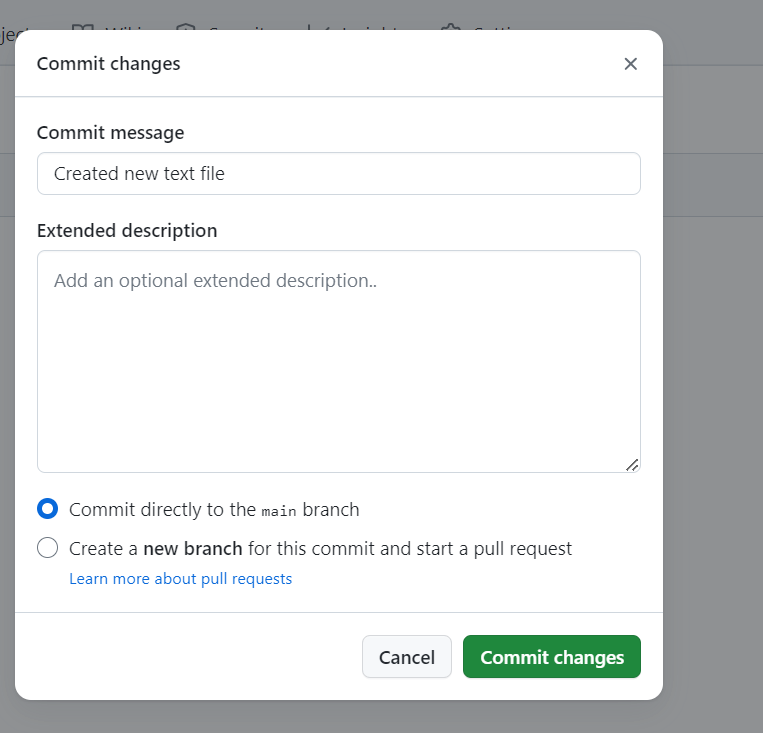 Commit changes
Commit message
Created new text file
Extended description
Add an optional extended description..
Commit directly to the main branch
Create a new branch for this commit and start a pull request
Learn more about pull requests
Cancel
Commit changes